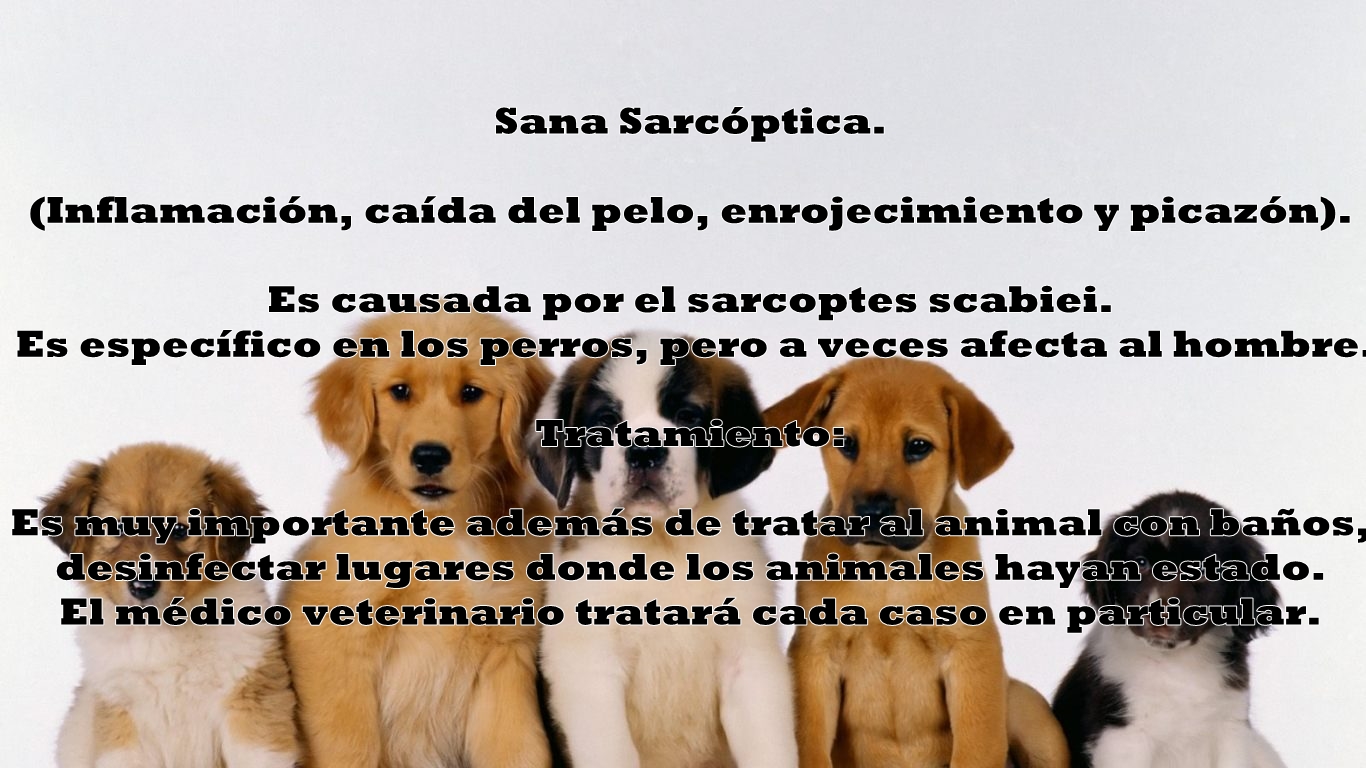 Sana Sarcóptica.
(Inflamación, caída del pelo, enrojecimiento y picazón).
Es causada por el sarcoptes scabiei.
Es específico en los perros, pero a veces afecta al hombre.
Tratamiento:
Es muy importante además de tratar al animal con baños,
desinfectar lugares donde los animales hayan estado.
El médico veterinario tratará cada caso en particular.